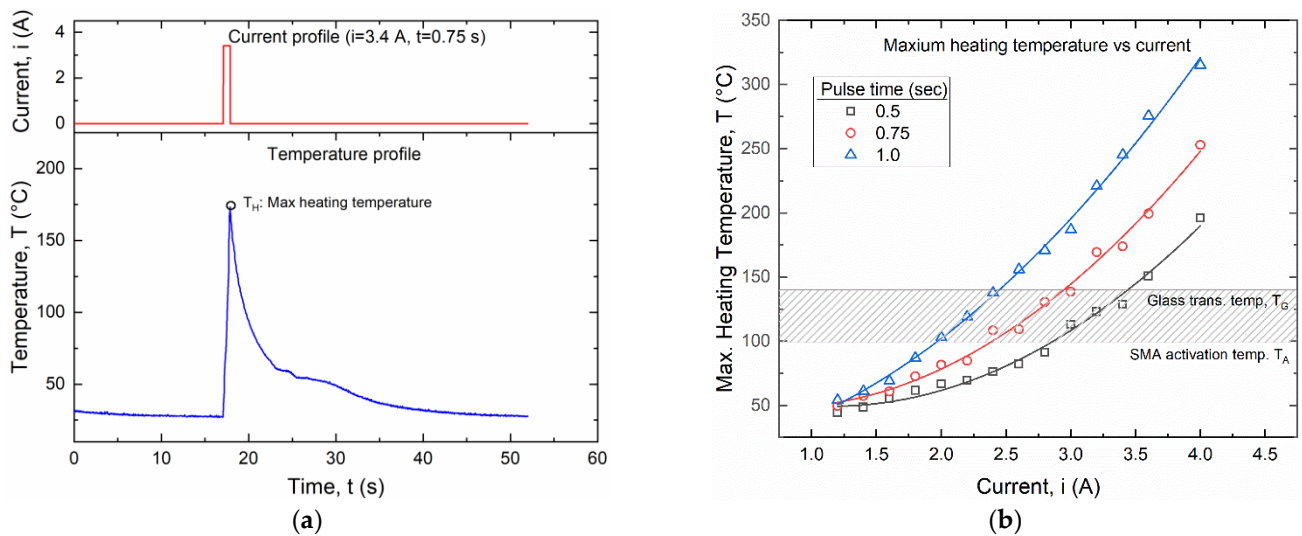 Current profile (i=3.4 A, t=0.75 s)
Current, i (A)
4
2
0
Temperature profile
T_H: Max heating temperature
Temperature, T (°C)
200
150
100
50
0 10 20 30 40 50 60
Time, t (s)
(a)
Maxium heating temperature vs current
Pulse time (sec)
0.5
0.75
1.0
Max. Heating Temperature, T (°C)
350
300
250
200
150
100
50
Glass trans. temp, T_G
SMA activation temp. T_A
1.0 1.5 2.0 2.5 3.0 3.5 4.0 4.5
Current, i (A)
(b)